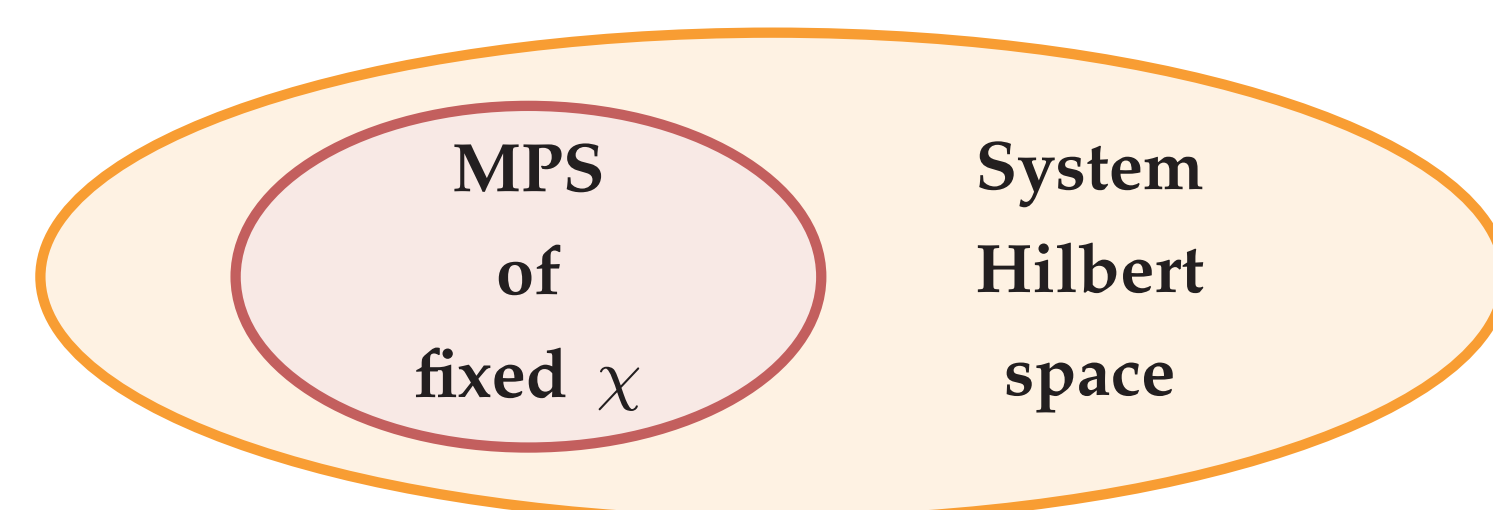 MPS
of
fixed χ
System
Hilbert
space